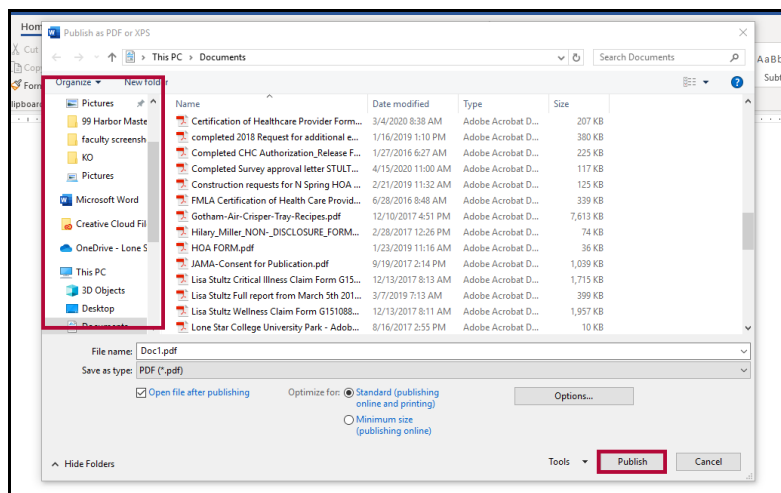 Hom
Publish as PDF or XPS
Cut
This PC > Documents
Search Documents
AaBb
Cop
Form
Organize
New folder
Subt
lipboar
Pictures
99 Harbor Maste
faculty screensh
KO
Pictures
Microsoft Word
Creative Cloud Fil
OneDrive - Lone S
This PC
3D Objects
Desktop
Documents
Name Date modified Type Size
Certification of Healthcare Provider Form... 3/4/2020 8:38 AM Adobe Acrobat D... 207 KB
completed 2018 Request for additional e... 1/16/2019 1:10 PM Adobe Acrobat D... 380 KB
Completed CHC Authorization_Release F... 1/27/2016 6:27 AM Adobe Acrobat D... 225 KB
Completed Survey approval letter STULT... 4/15/2020 11:00 AM Adobe Acrobat D... 117 KB
Construction requests for N Spring HOA ... 2/21/2019 11:32 AM Adobe Acrobat D... 125 KB
FMLA Certification of Health Care Provid... 6/28/2016 8:48 AM Adobe Acrobat D... 339 KB
Gotham-Air-Crisper-Tray-Recipes.pdf 12/10/2017 4:51 PM Adobe Acrobat D... 7,613 KB
Hilary_Miller_NON-_DISCLOSURE_FORM... 2/28/2017 12:26 PM Adobe Acrobat D... 74 KB
HOA FORM.pdf 1/23/2019 11:16 AM Adobe Acrobat D... 36 KB
JAMA-Consent for Publication.pdf 9/19/2017 2:14 PM Adobe Acrobat D... 1,039 KB
Lisa Stultz Critical Illness Claim Form G15... 12/13/2017 8:13 AM Adobe Acrobat D... 1,715 KB
Lisa Stultz Full report from March 5th 201... 3/7/2019 7:13 AM Adobe Acrobat D... 399 KB
Lisa Stultz Wellness Claim Form G151088... 12/13/2017 8:11 AM Adobe Acrobat D... 1,957 KB
Lone Star College University Park - Adob... 8/16/2017 2:55 PM Adobe Acrobat D... 10 KB
File name: Doc1.pdf
Save as type: PDF (*.pdf)
Open file after publishing
Optimize for: Standard (publishing
online and printing)
Minimum size
(publishing online)
Options...
Hide Folders
Tools
Publish
Cancel